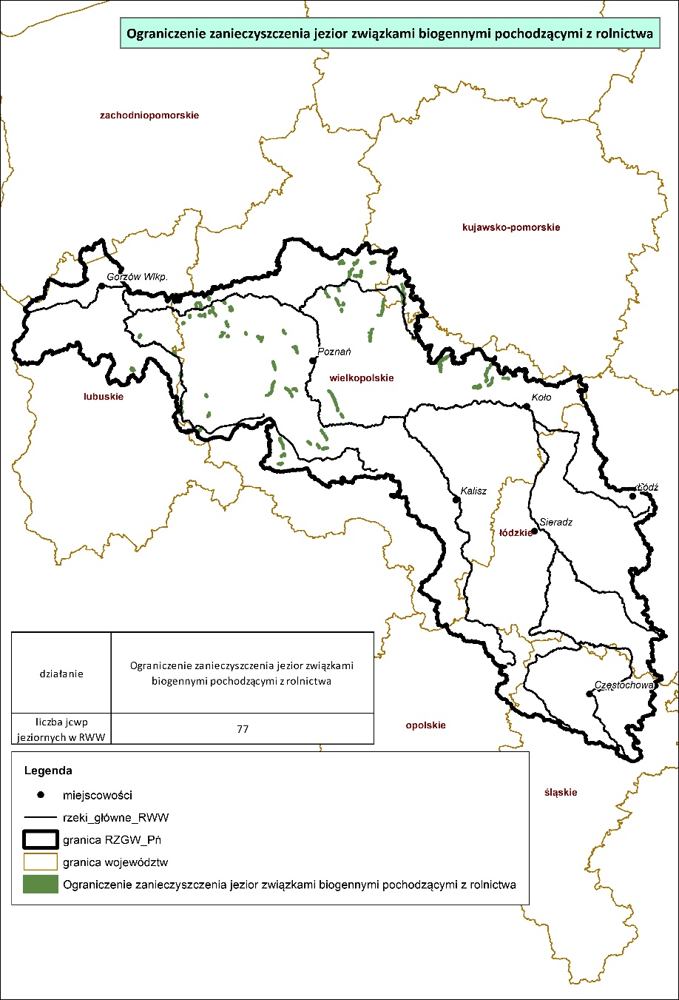 Ograniczenie zanieczyszczenia jezior związkami biogennymi pochodzącymi z rolnictwa
zachodniopomorskie
kujawsko-pomorskie
Gorzów Wlkp.
Poznań
wielkopolskie
lubuskie
Koło
Łódź
Kalisz
Sieradz
łódzkie
działanie
Ograniczenie zanieczyszczenia jezior związkami
biogennymi pochodzącymi z rolnictwa
liczba jcwp
jeziornych w RWW
77
Częstochowa
opolskie
śląskie
Legenda
miejscowości
rzeki_główne_RWW
granica RZGW_Pń
granica województw
Ograniczenie zanieczyszczenia jezior związkami biogennymi pochodzącymi z rolnictwa